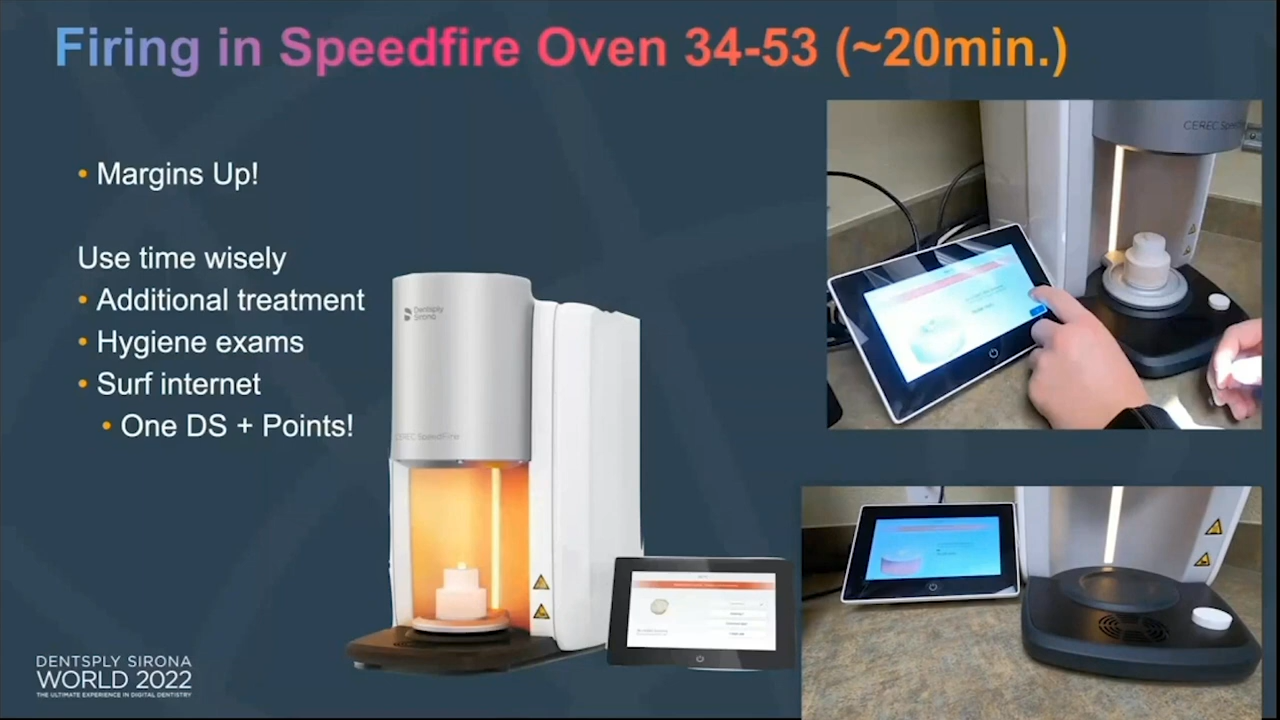 Firing in Speedfire Oven 34-53 (~20min.)
• Margins Up!
Use time wisely
• Additional treatment
• Hygiene exams
• Surf internet
• One DS + Points!
Dentsply
Sirona
CEREC SpeedFire
CEREC
DENTSPLY SIRONA
WORLD 2022
THE ULTIMATE EXPERIENCE IN DIGITAL DENTISTRY